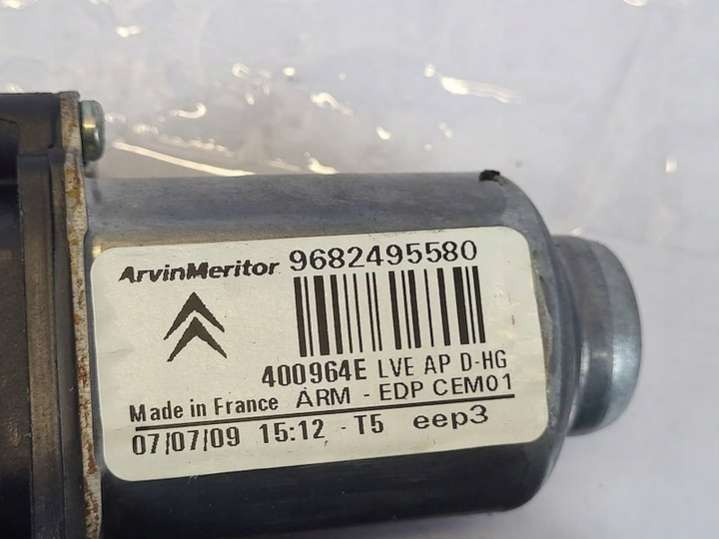 ArvinMeritor 9682495580
400964E LVE AP D-HG
Made in France ARM - EDP CEM01
07/07/09 15:12 - T5 eep3